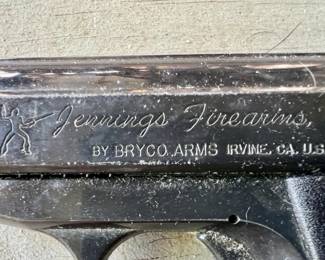 Jennings Firearms,
BY BRYCO ARMS IRVINE, CA. U.S.